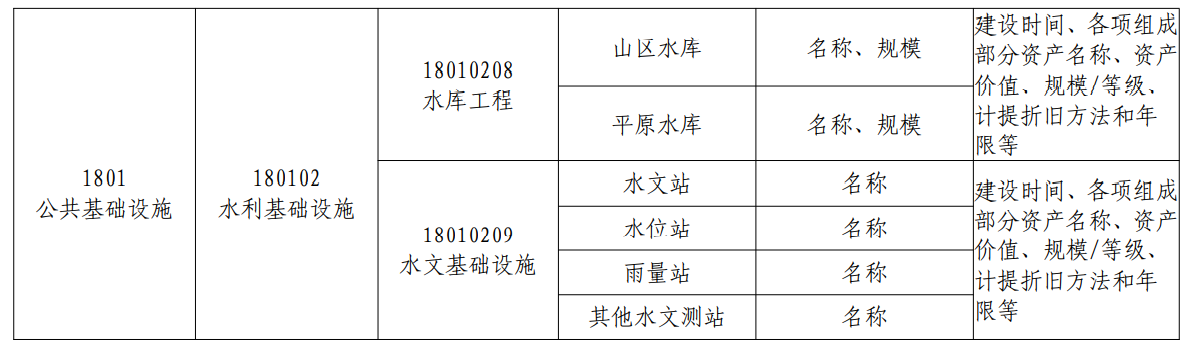 1801
公共基础设施
180102
水利基础设施
18010208
水库工程
山区水库
名称、规模
平原水库
名称、规模
建设时间、各项组成
部分资产名称、资产
价值、规模/等级、
计提折旧方法和年
限等
18010209
水文基础设施
水文站
名称
水位站
名称
雨量站
名称
其他水文测站
名称
建设时间、各项组成
部分资产名称、资产
价值、规模/等级、
计提折旧方法和年
限等